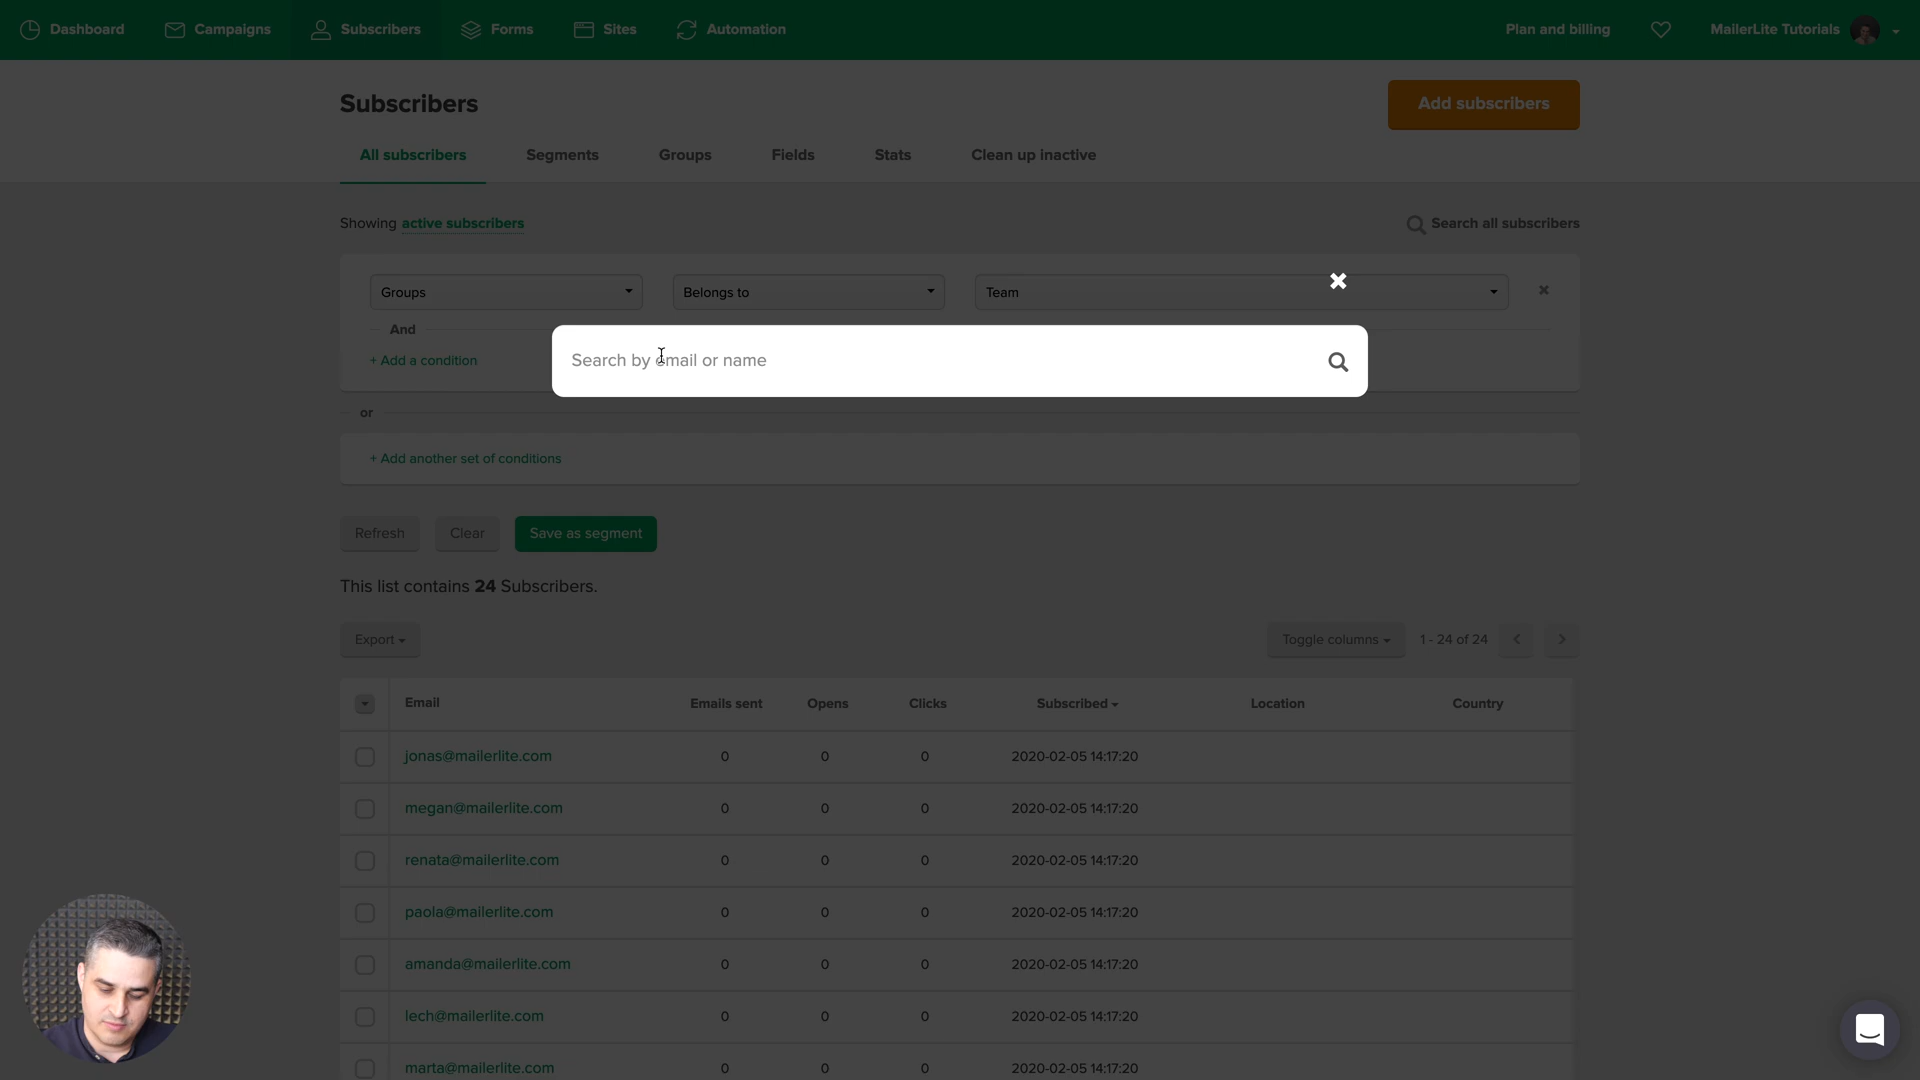 Dashboard Campaigns Subscribers Forms Sites Automation Plan and billing MailerLite Tutorials
Subscribers
Add subscribers
All subscribers Segments Groups Fields Stats Clean up inactive
Showing active subscribers
Search all subscribers
Groups Belongs to Team
And
+ Add a condition
Search by email or name
or
+ Add another set of conditions
Refresh Clear Save as segment
This list contains 24 Subscribers.
Export Toggle columns 1 - 24 of 24
Email Emails sent Opens Clicks Subscribed Location Country
jonas@mailerlite.com 0 0 0 2020-02-05 14:17:20
megan@mailerlite.com 0 0 0 2020-02-05 14:17:20
renata@mailerlite.com 0 0 0 2020-02-05 14:17:20
paola@mailerlite.com 0 0 0 2020-02-05 14:17:20
amanda@mailerlite.com 0 0 0 2020-02-05 14:17:20
lech@mailerlite.com 0 0 0 2020-02-05 14:17:20
marta@mailerlite.com 0 0 0 2020-02-05 14:17:20